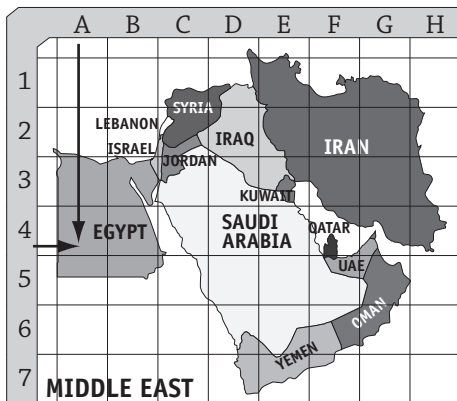 A B C D E F G H
1
SYRIA
2
LEBANON
IRAQ
IRAN
ISRAEL
JORDAN
3
KUWAIT
4
EGYPT
SAUDI
ARABIA
QATAR
UAE
5
OMAN
6
YEMEN
7
MIDDLE EAST